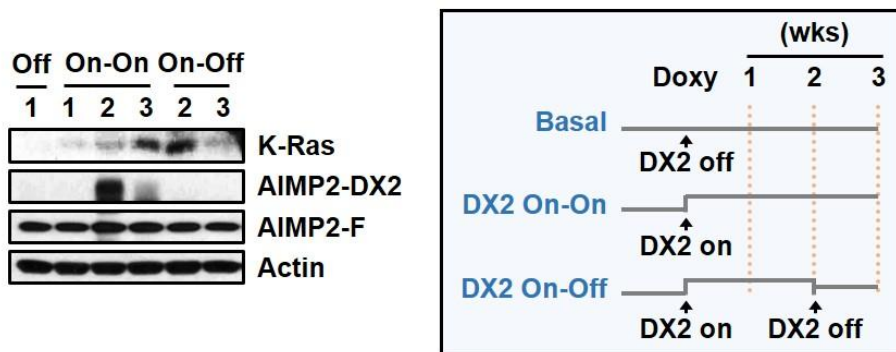 Off On-On On-Off
1 1 2 3 2 3
K-Ras
AIMP2-DX2
AIMP2-F
Actin
(wks)
Doxy 1 2 3
Basal
DX2 off
DX2 On-On
DX2 on
DX2 On-Off
DX2 on DX2 off